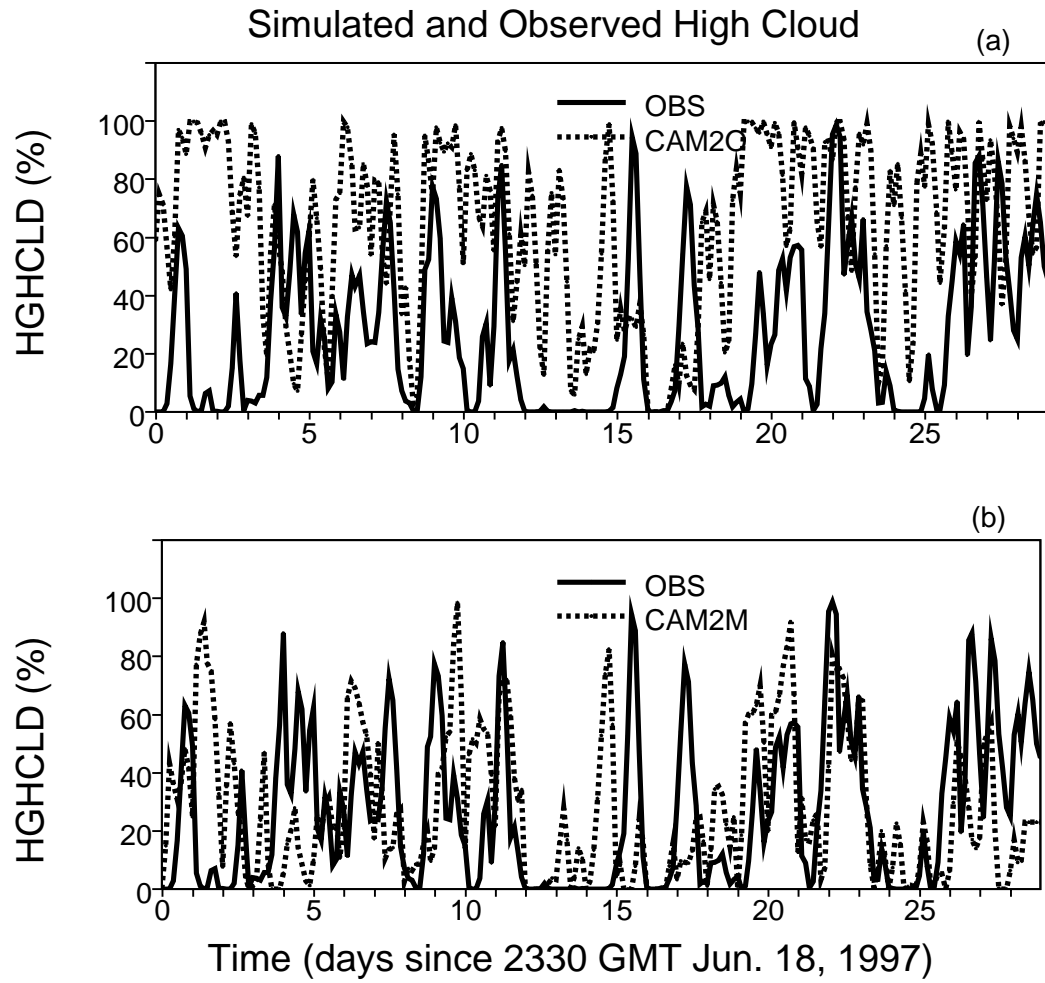 Simulated and Observed High Cloud
(a)
HGHCLD (%)
100
80
60
40
20
0
OBS
CAM2O
0 5 10 15 20 25
(b)
HGHCLD (%)
100
80
60
40
20
0
OBS
CAM2M
0 5 10 15 20 25
Time (days since 2330 GMT Jun. 18, 1997)